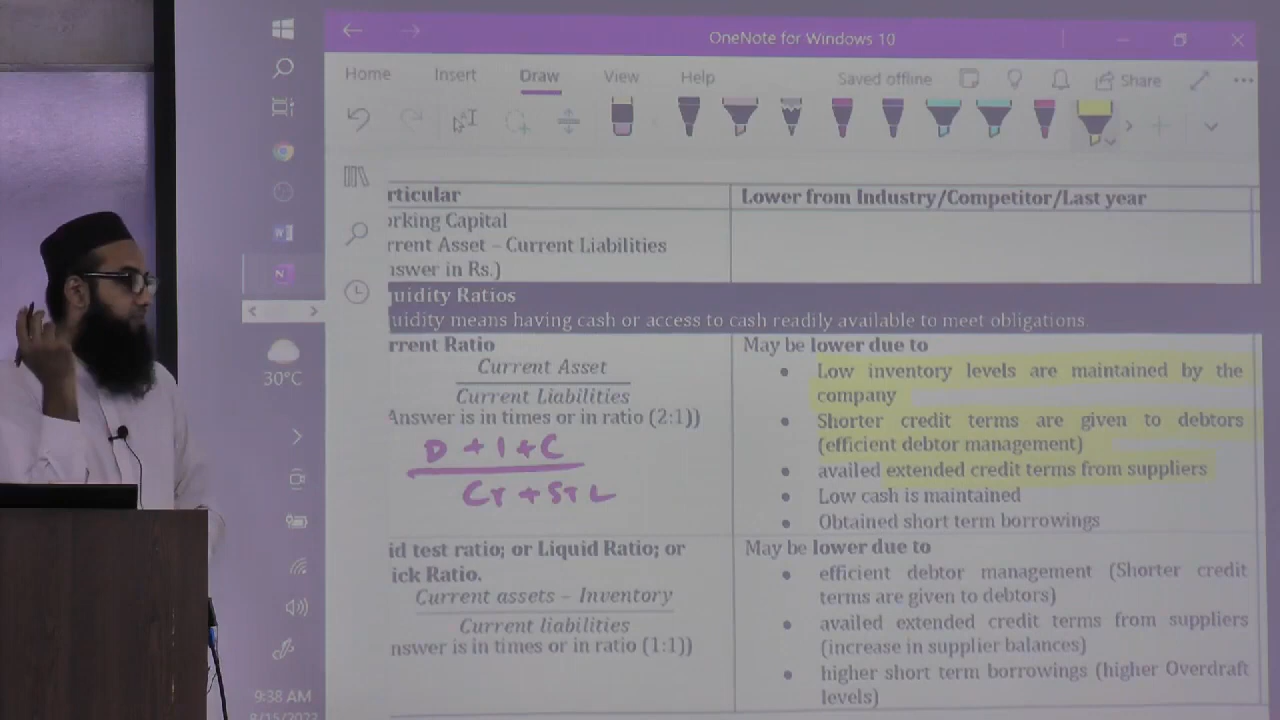 OneNote for Windows 10
Home Insert Draw View Help Saved offline Share
rticular
Lower from Industry/Competitor/Last year
orking Capital
rrent Asset – Current Liabilities
nswer in Rs.)
quidity Ratios
quidity means having cash or access to cash readily available to meet obligations.
rrent Ratio
Current Asset
Current Liabilities
Answer is in times or in ratio (2:1))
D + I + C
Cr + STL
May be lower due to
• Low inventory levels are maintained by the
company
• Shorter credit terms are given to debtors
(efficient debtor management)
• availed extended credit terms from suppliers
• Low cash is maintained
• Obtained short term borrowings
id test ratio; or Liquid Ratio; or
ick Ratio.
Current assets – Inventory
Current liabilities
nswer is in times or in ratio (1:1))
May be lower due to
• efficient debtor management (Shorter credit
terms are given to debtors)
• availed extended credit terms from suppliers
(increase in supplier balances)
• higher short term borrowings (higher Overdraft
levels)
30°C
9:38 AM